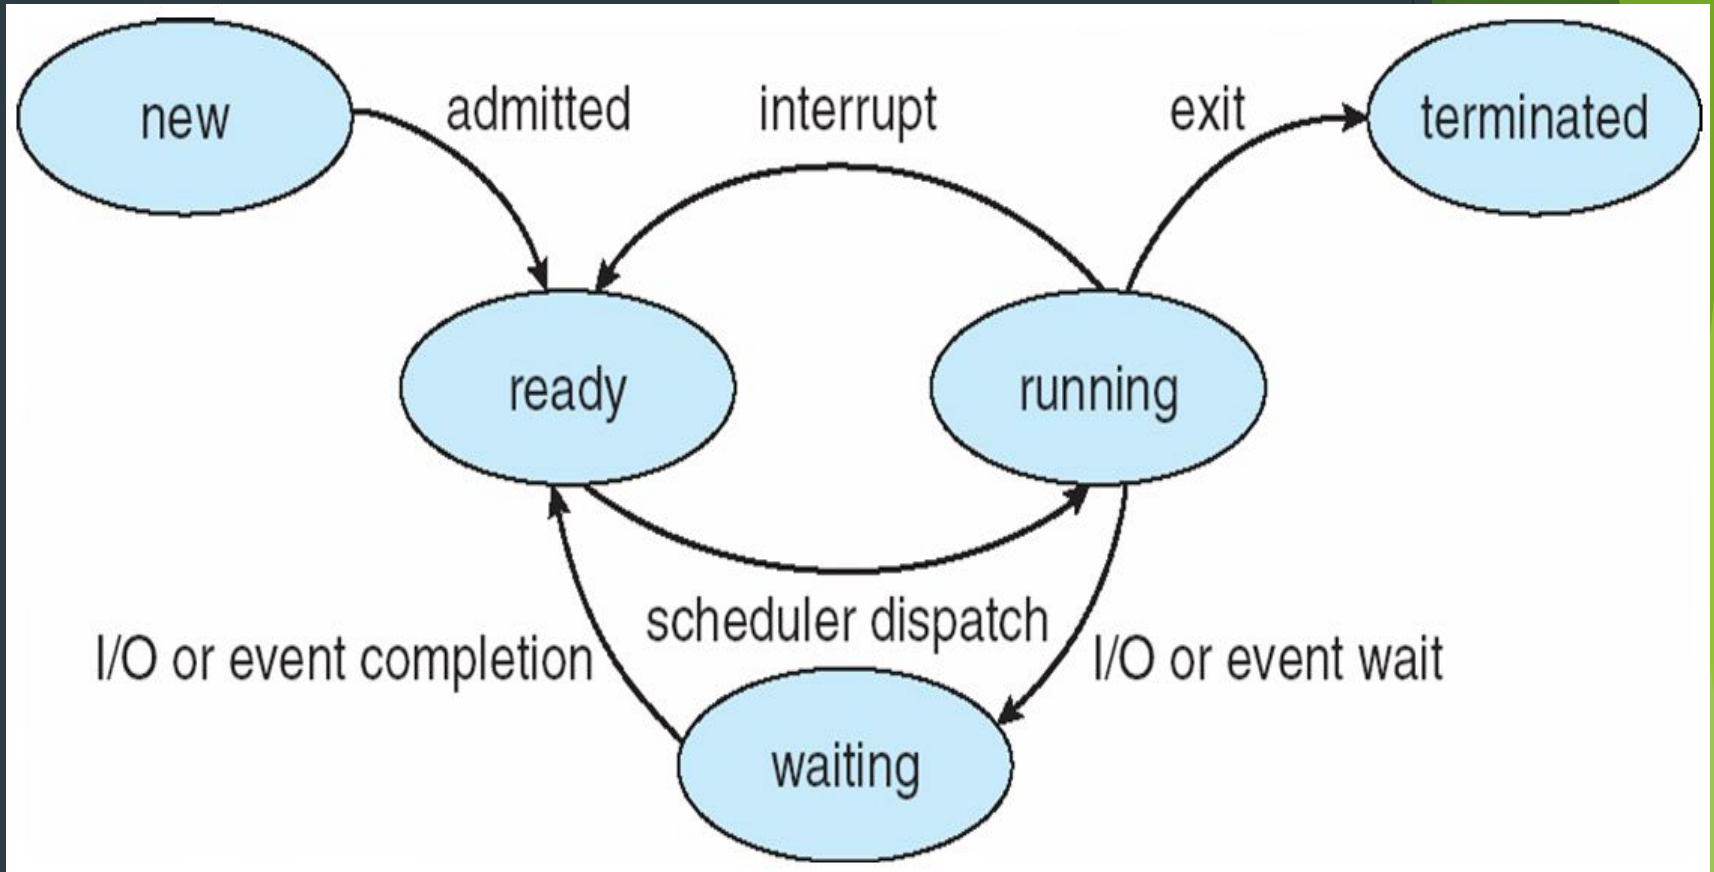 new
admitted
interrupt
exit
terminated
ready
running
scheduler dispatch
I/O or event completion
I/O or event wait
waiting